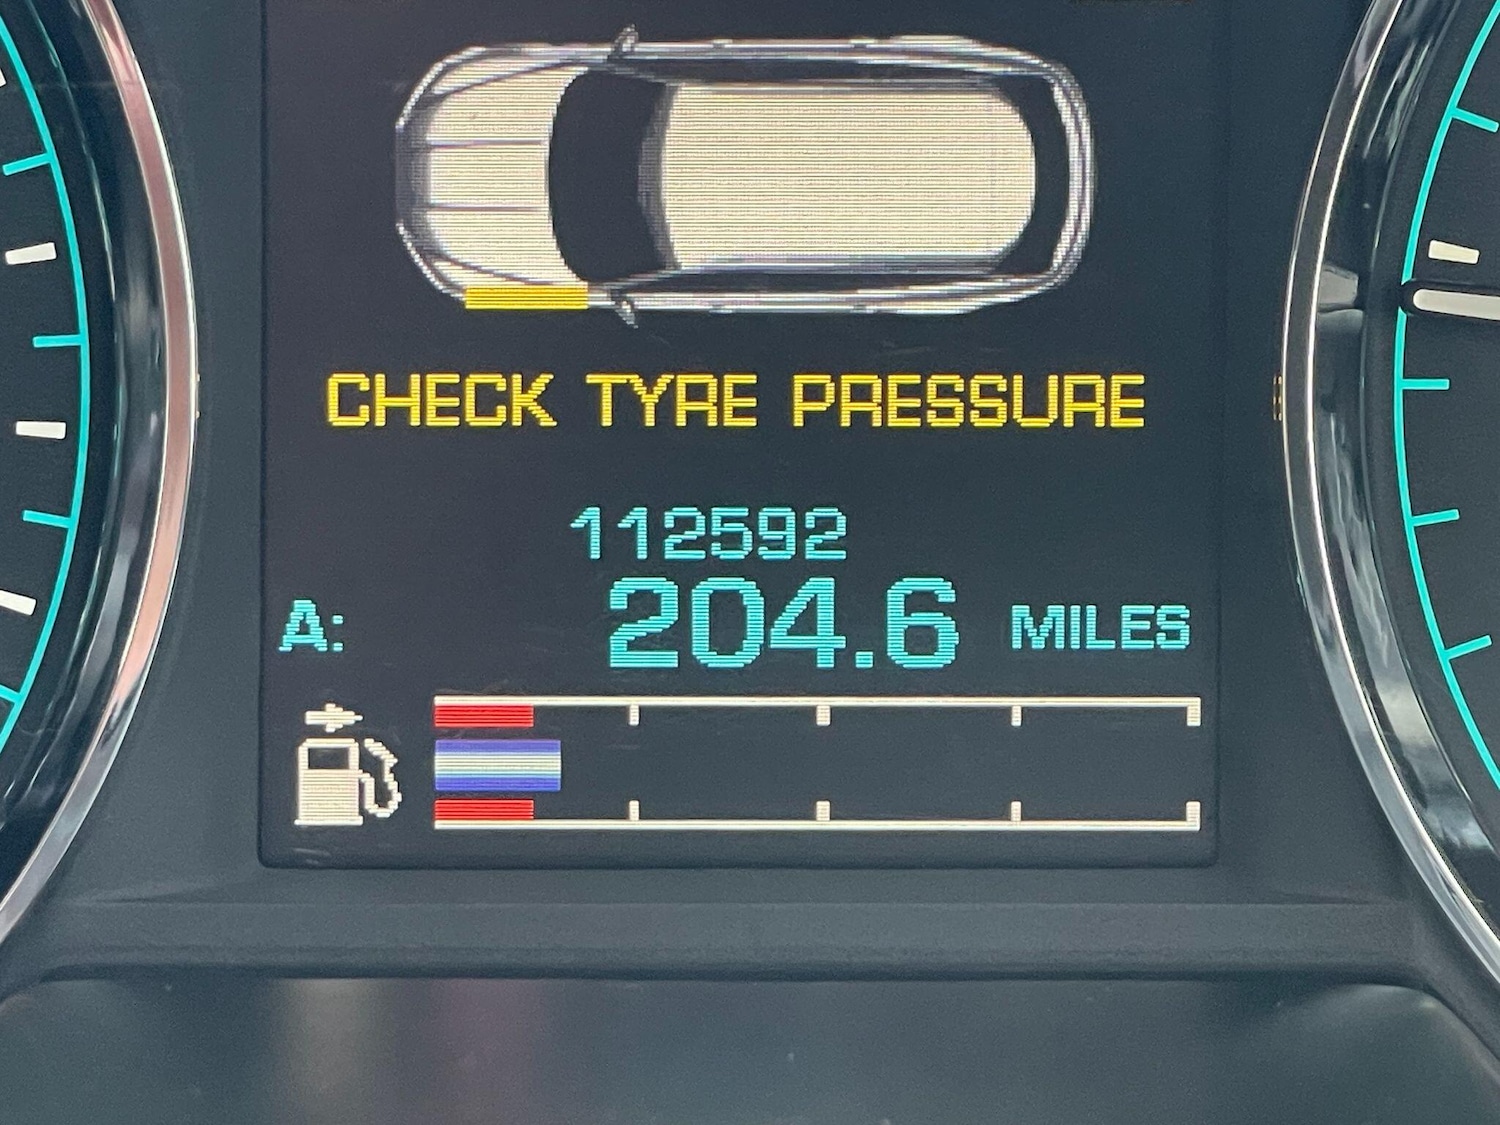 CHECK TYRE PRESSURE
112592
A: 204.6 MILES